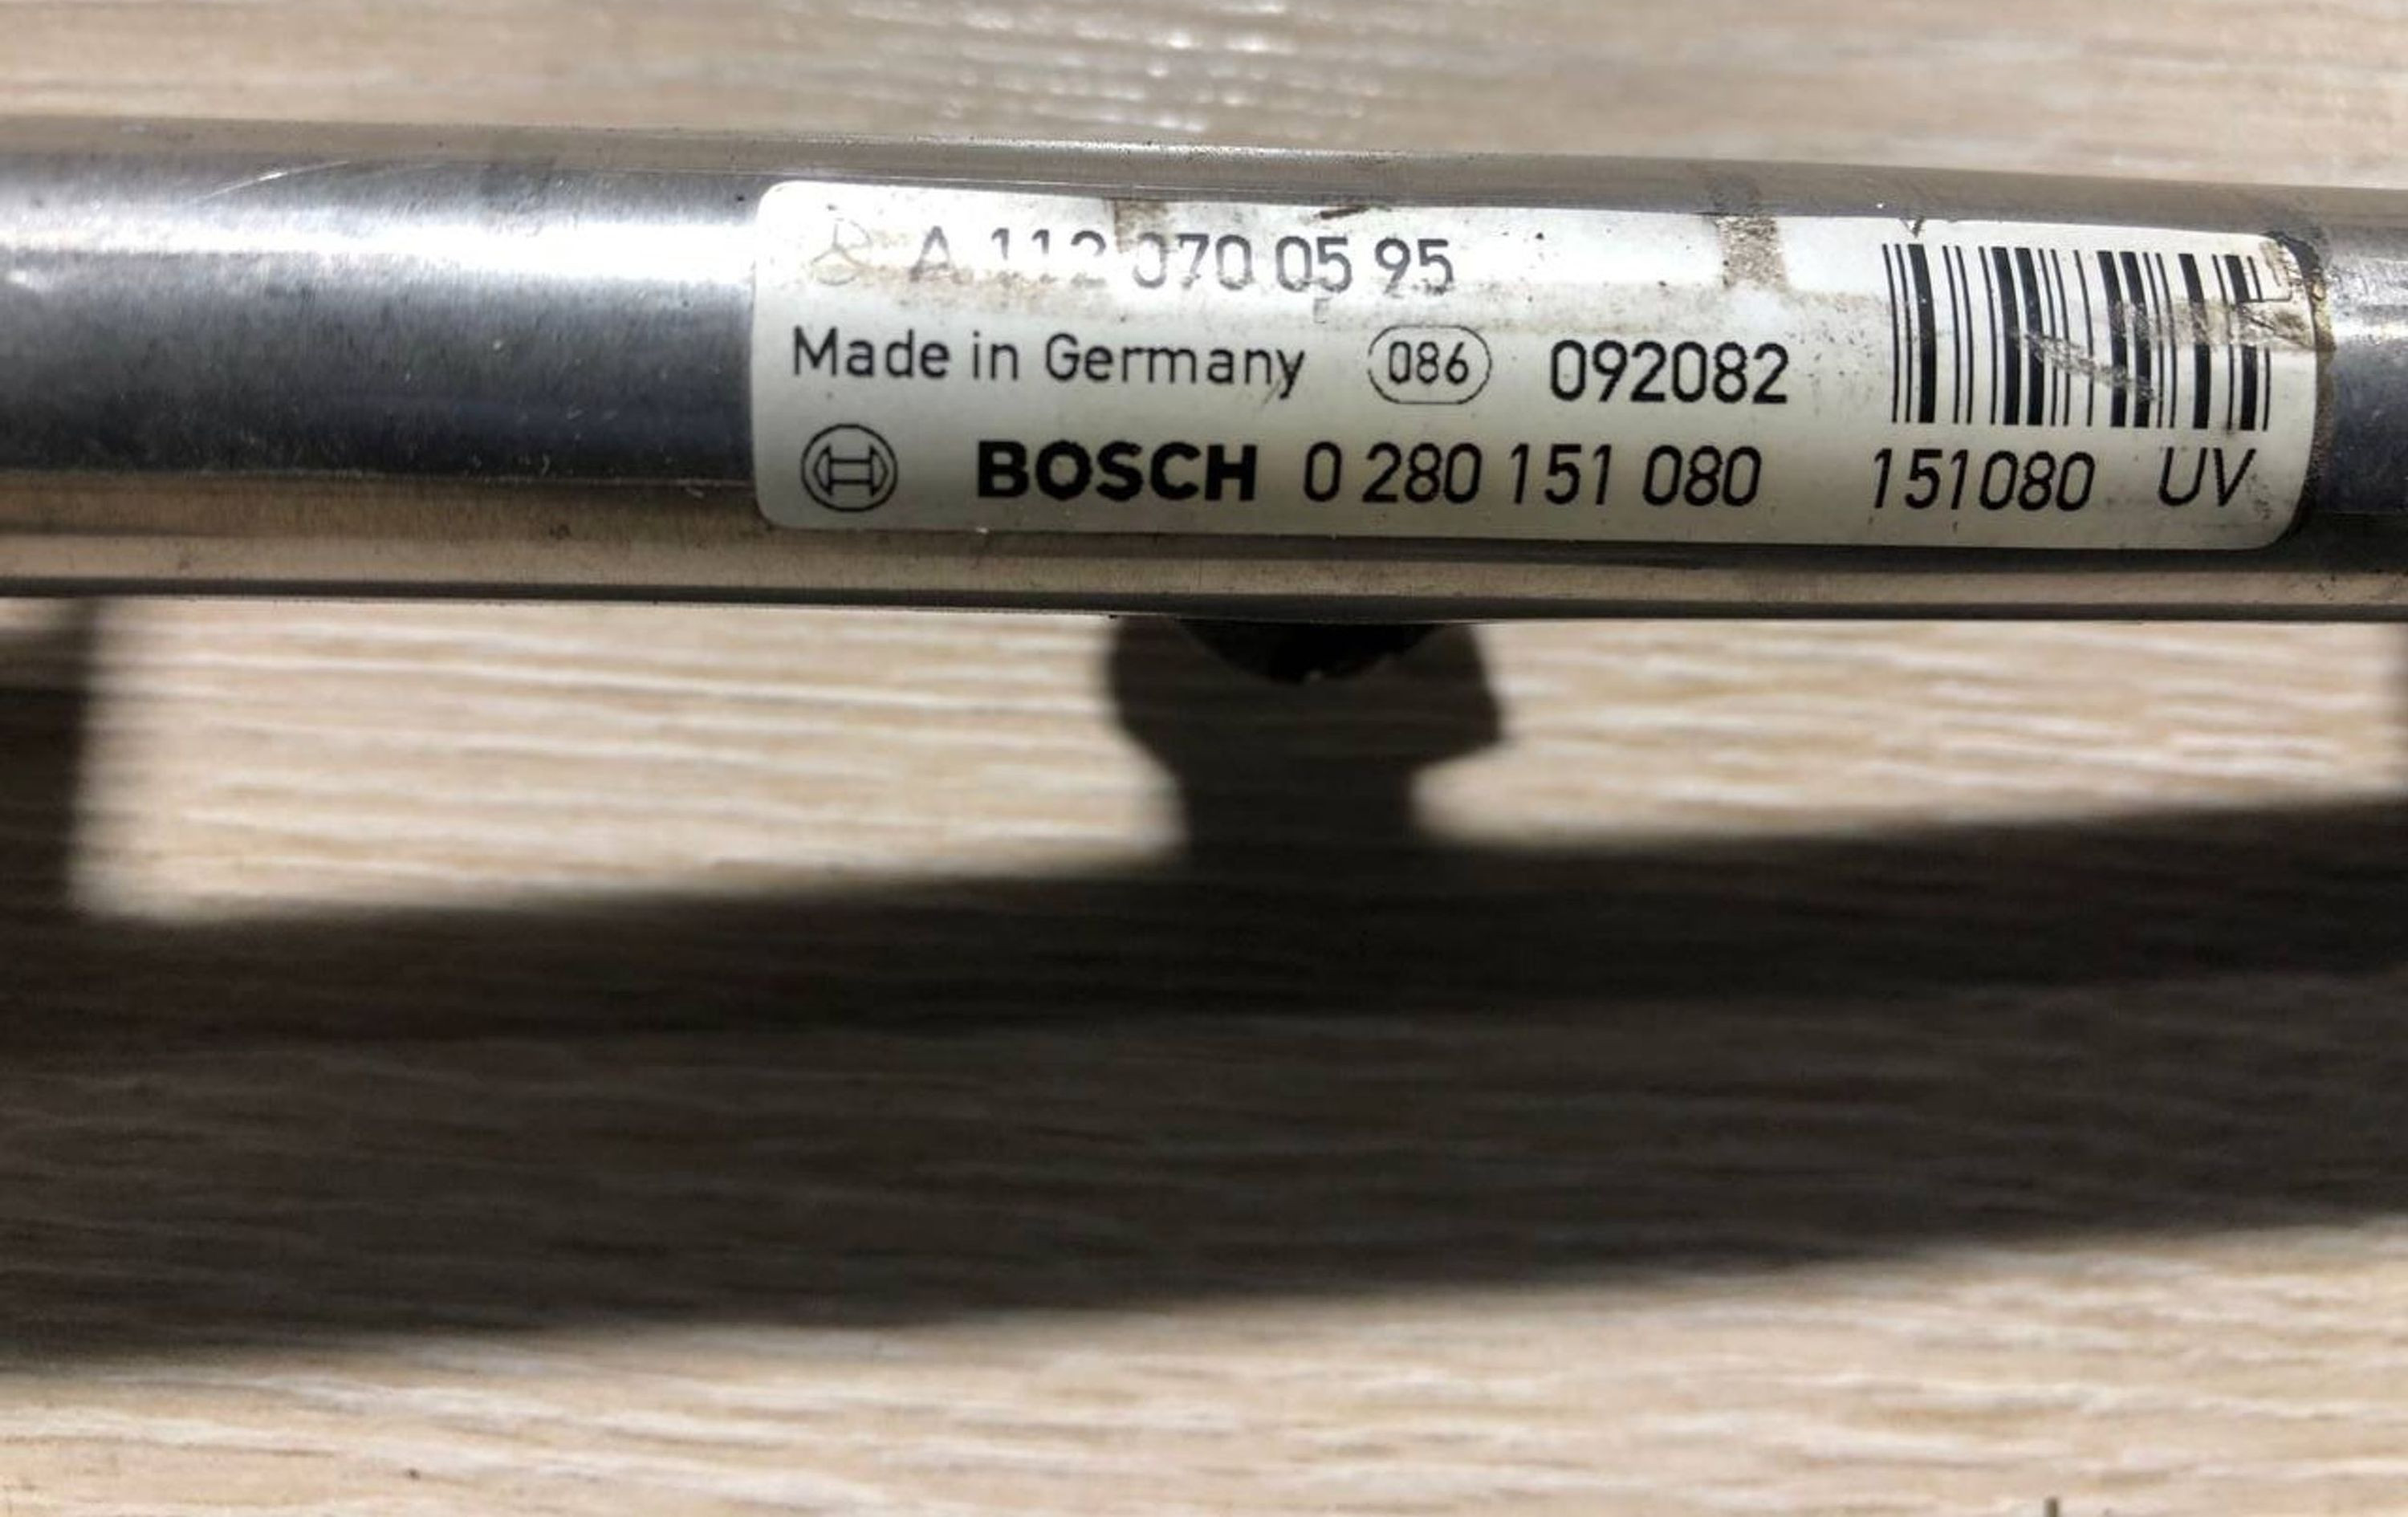 A 112 070 05 95
Made in Germany 086 092082
BOSCH 0 280 151 080 151080 UV